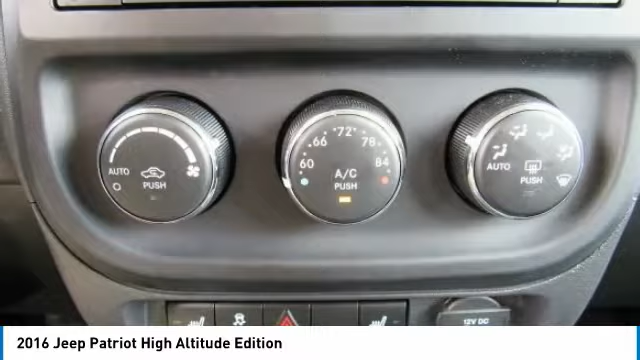 72
66
78
60
84
A/C
PUSH
AUTO
O
PUSH
AUTO
PUSH
12V DC
2016 Jeep Patriot High Altitude Edition